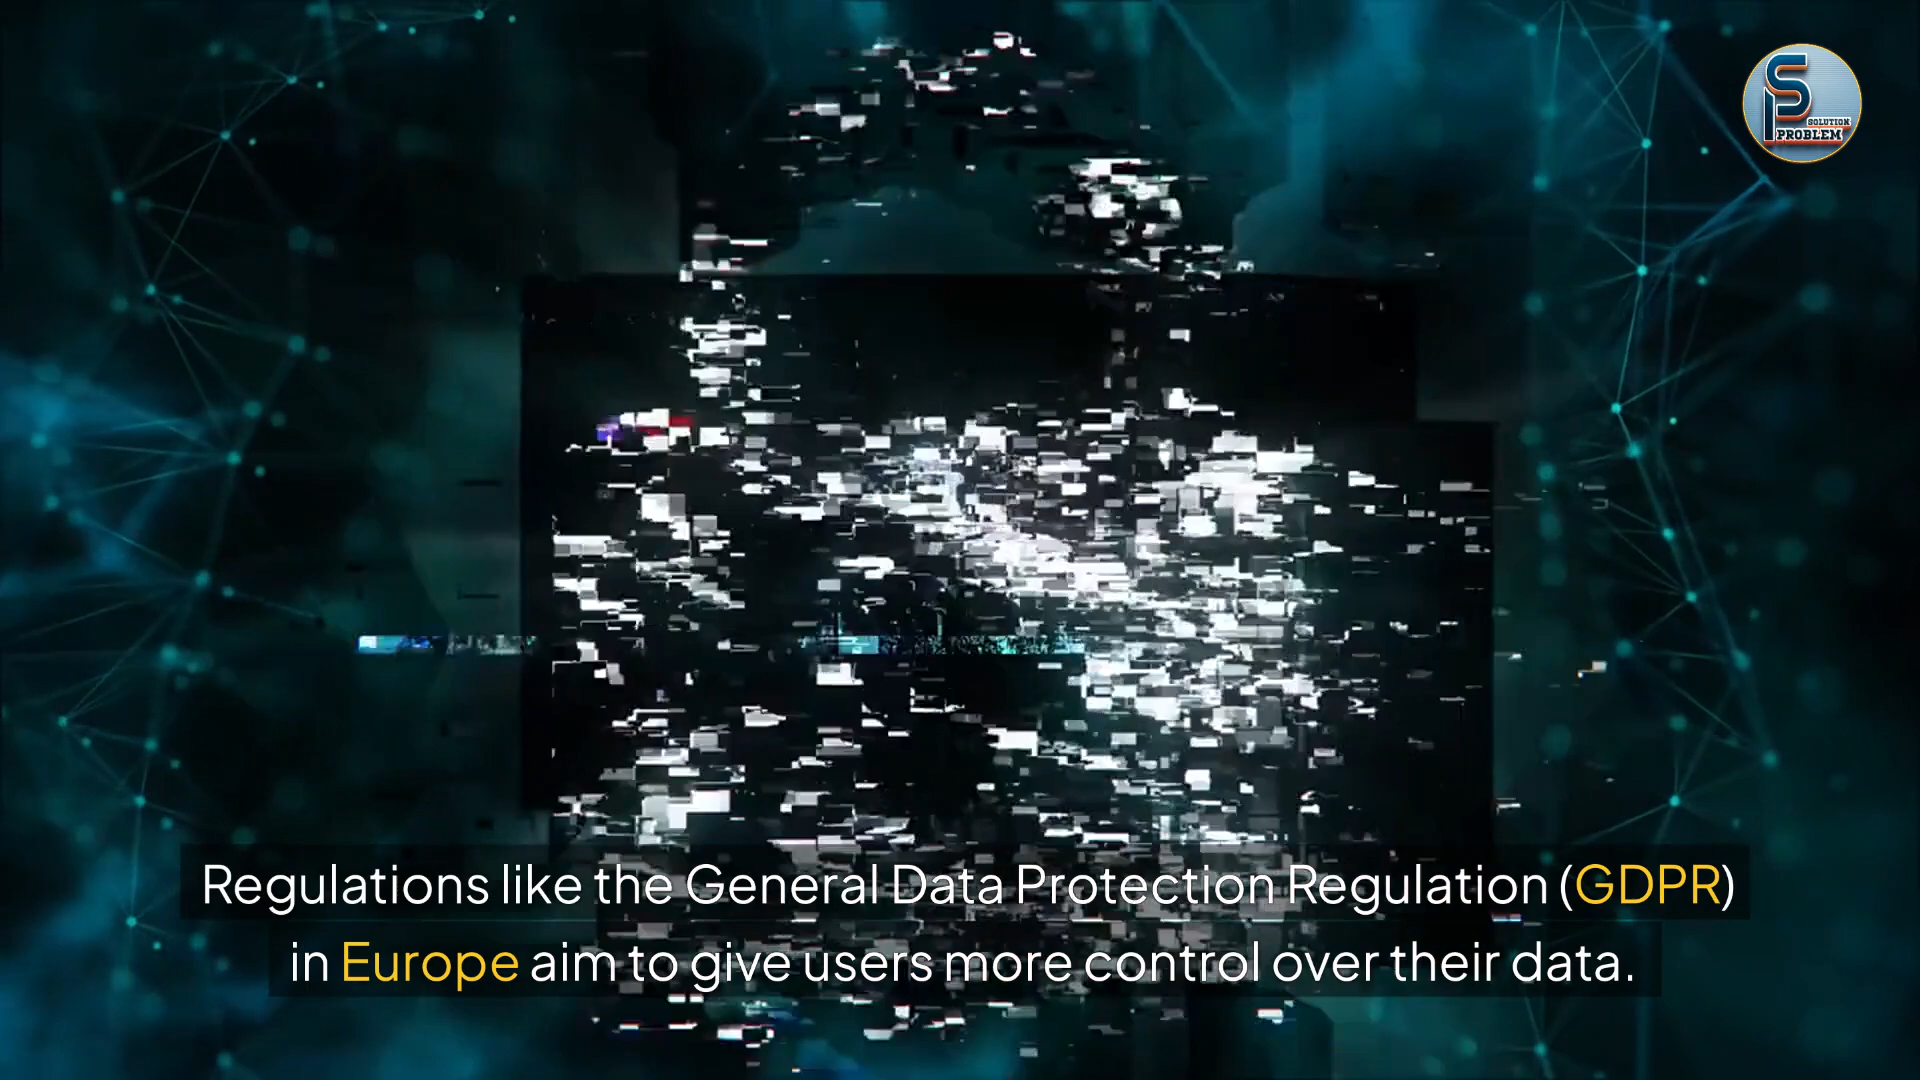 SOLUTION
PROBLEM
Regulations like the General Data Protection Regulation (GDPR)
in Europe aim to give users more control over their data.